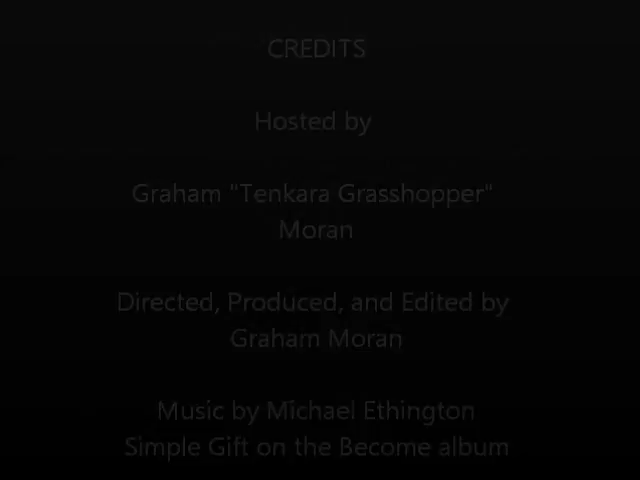 CREDITS
Hosted by
Graham "Tenkara Grasshopper"
Moran
Directed, Produced, and Edited by
Graham Moran
Music by Michael Ethington
Simple Gift on the Become album